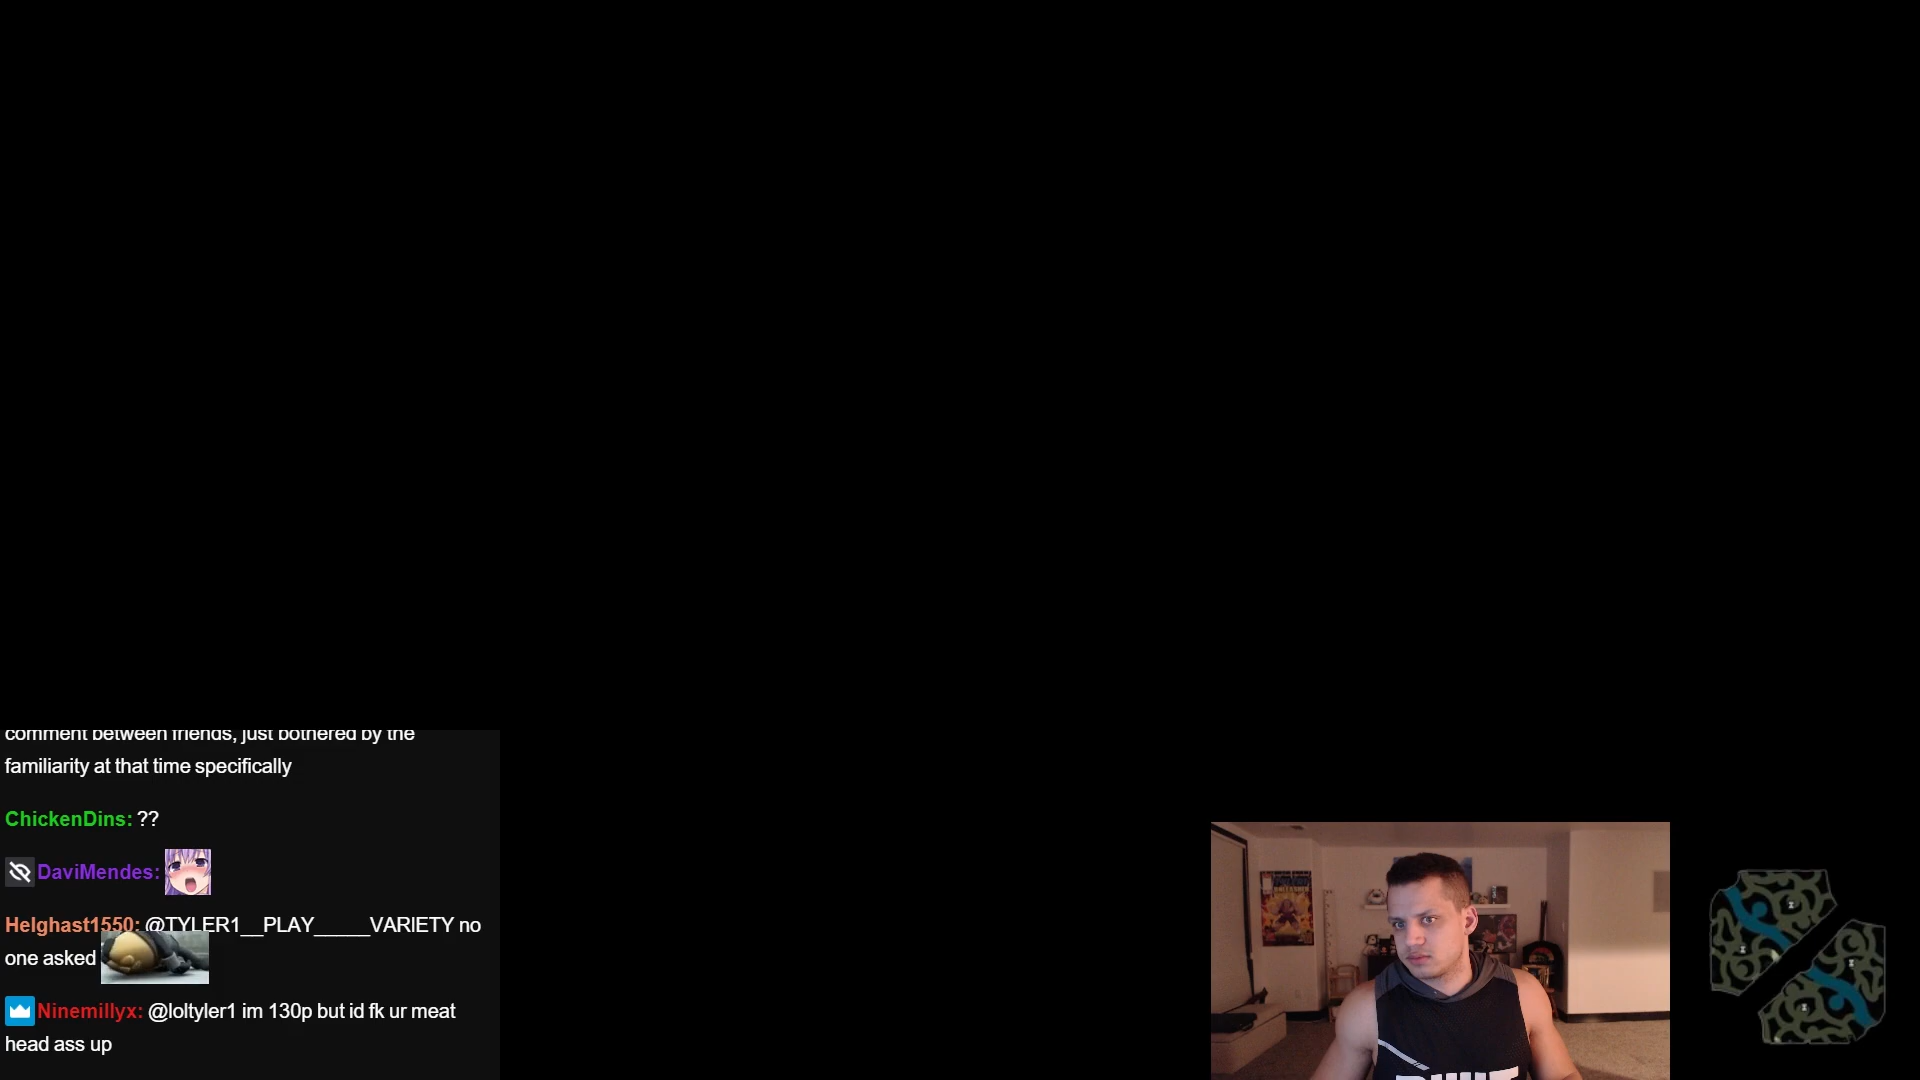 comment between friends, just bothered by the
familiarity at that time specifically
ChickenDins: ??
DaviMendes:
Helghast1550: @TYLER1__PLAY_____VARIETY no
one asked
Ninemillyx: @loltyler1 im 130p but id fk ur meat
head ass up